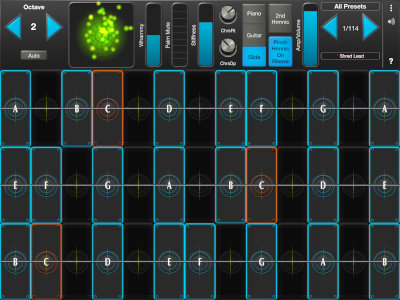 Octave
2
Auto
Whammy
Palm Mute
Stiffness
ChrsRt
ChrsDp
Piano
Guitar
Slide
2nd
Hrmnic
Pinch
Hrmnic
On
Release
Amp/Volume
All Presets
1/114
Shred Lead
?
A B C D E F G A
E F G A B C D E
B C D E F G A B